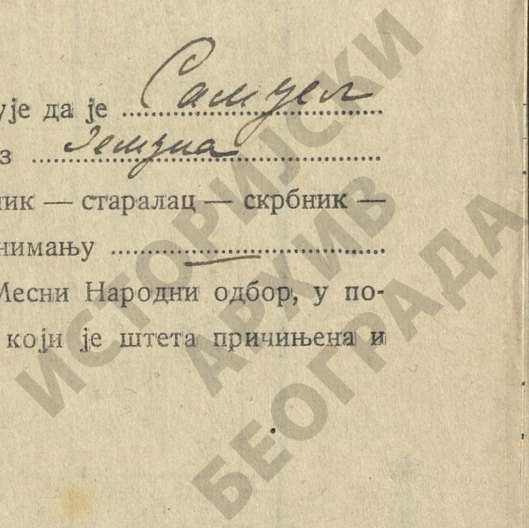 ује да је Самуел
з Земуна
ник — старалац — скрбник —
нимању —
Месни Народни одбор, у по-
који је штета причињена и
ИСТОРИЈСКИ
АРХИВ
БЕОГРАДА